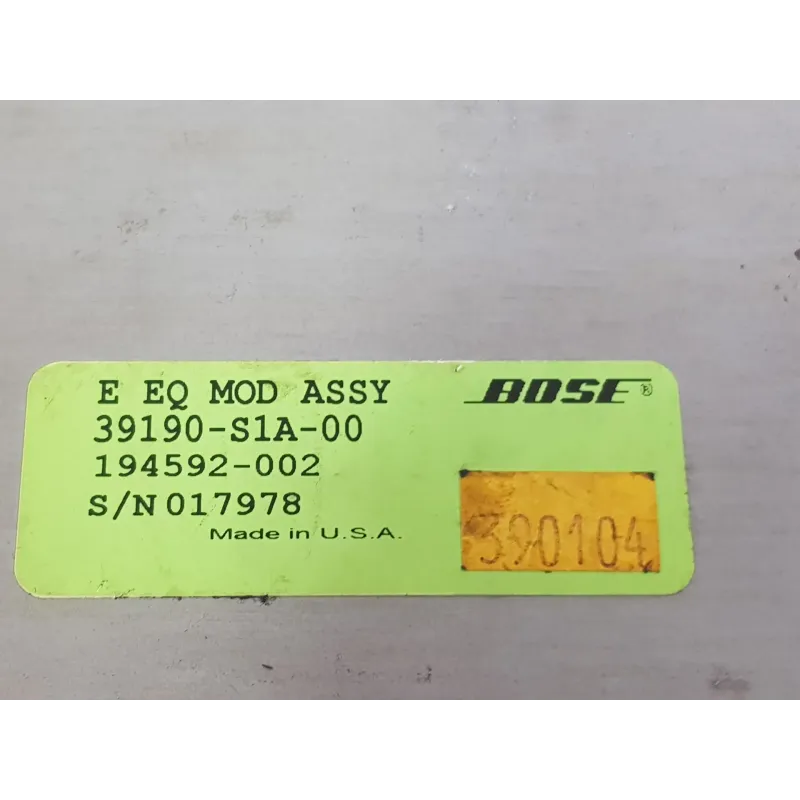 E EQ MOD ASSY
BOSE®
39190-S1A-00
194592-002
S/N 017978
Made in U.S.A.
390104